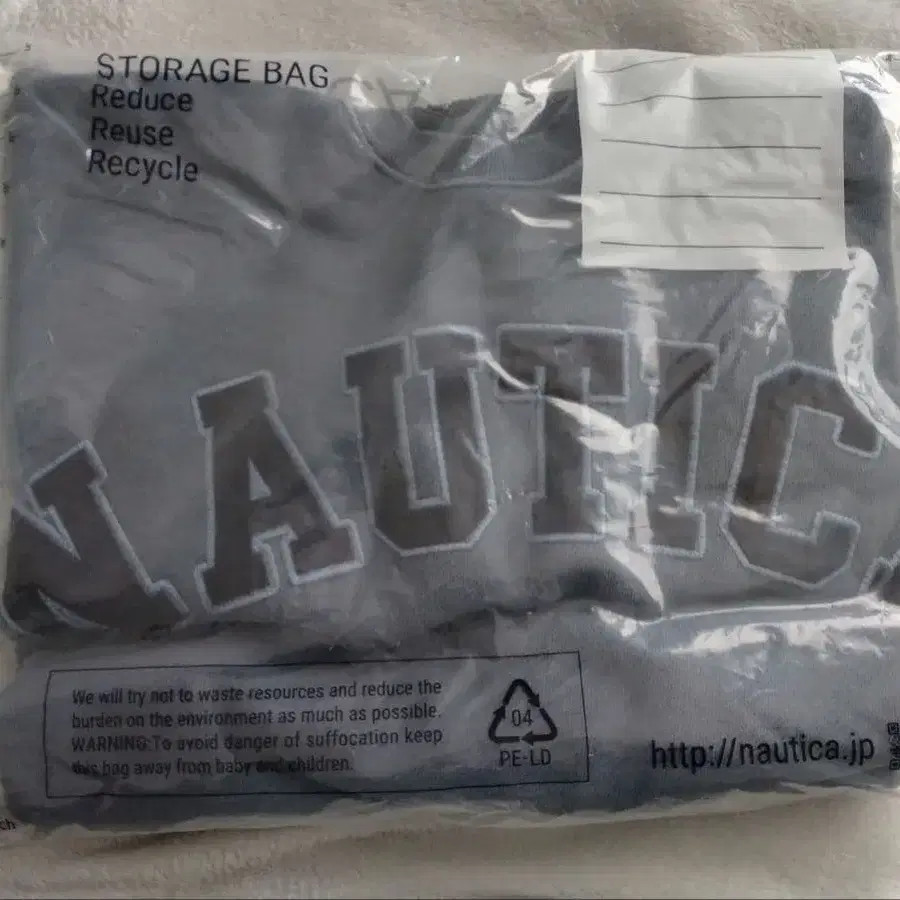 STORAGE BAG
Reduce
Reuse
Recycle
NAUTIC
We will try not to waste resources and reduce the
burden on the environment as much as possible.
WARNING:To avoid danger of suffocation keep
this bag away from baby and children.
04
PE-LD
http://nautica.jp
ch